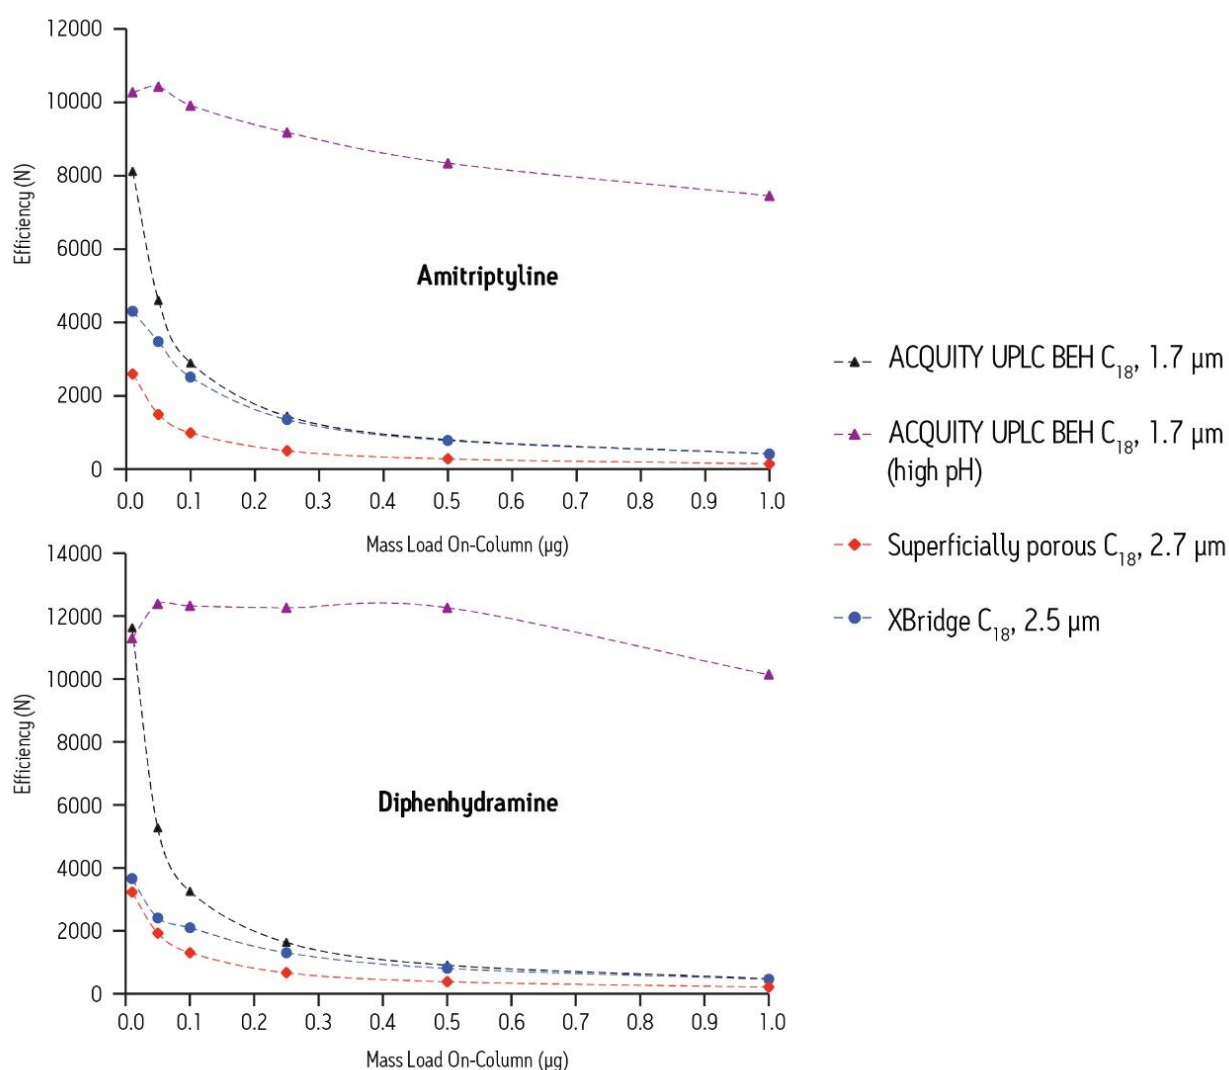 12000
10000
8000
6000
4000
2000
0
Efficiency (N)
Amitriptyline
0.0 0.1 0.2 0.3 0.4 0.5 0.6 0.7 0.8 0.9 1.0
Mass Load On-Column (µg)
14000
12000
10000
8000
6000
4000
2000
0
Efficiency (N)
Diphenhydramine
0.0 0.1 0.2 0.3 0.4 0.5 0.6 0.7 0.8 0.9 1.0
Mass Load On-Column (µg)
ACQUITY UPLC BEH C₁₈, 1.7 µm
ACQUITY UPLC BEH C₁₈, 1.7 µm
(high pH)
Superficially porous C₁₈, 2.7 µm
XBridge C₁₈, 2.5 µm